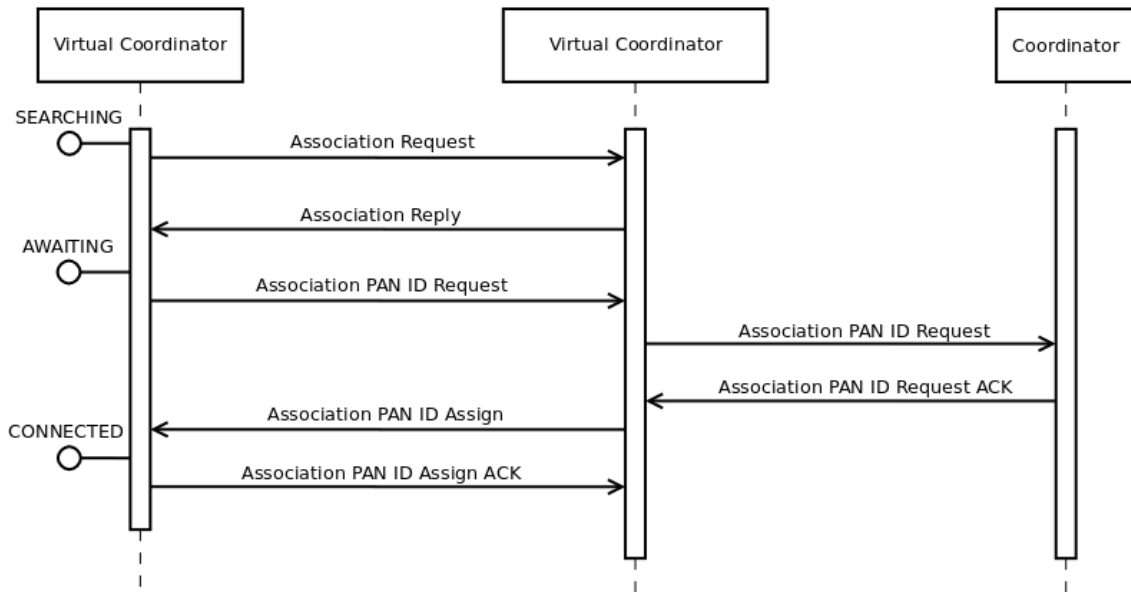 Virtual Coordinator
Virtual Coordinator
Coordinator
SEARCHING
Association Request
Association Reply
AWAITING
Association PAN ID Request
Association PAN ID Request
Association PAN ID Request ACK
Association PAN ID Assign
CONNECTED
Association PAN ID Assign ACK